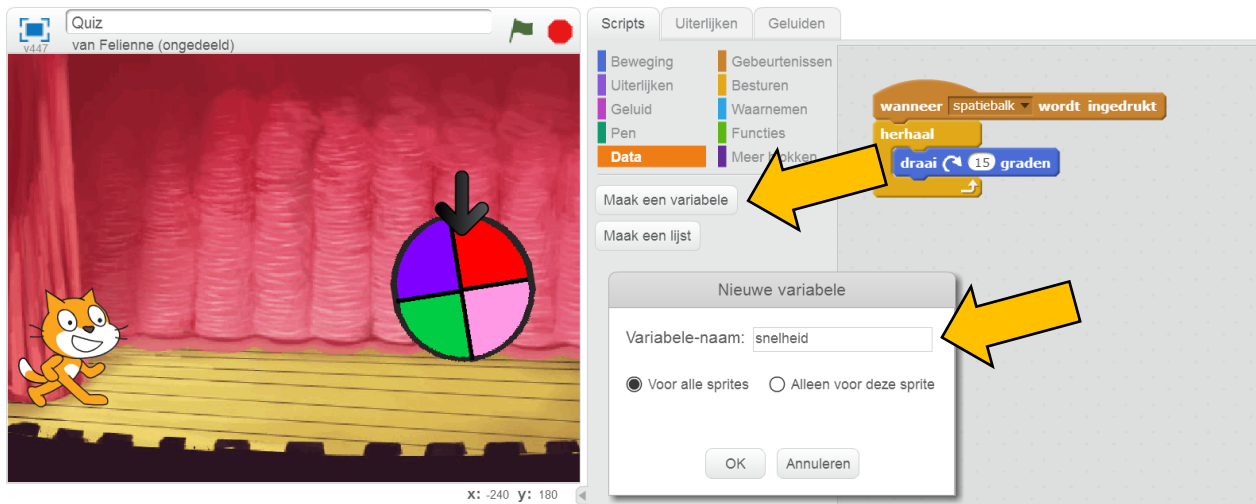 Quiz
v447
van Felienne (ongedeeld)
x: -240 y: 180
Scripts
Uiterlijken
Geluiden
Beweging
Gebeurtenissen
Uiterlijken
Besturen
Geluid
Waarnemen
Pen
Functies
Data
Meer blokken
Maak een variabele
Maak een lijst
Nieuwe variabele
Variabele-naam: snelheid
Voor alle sprites
Alleen voor deze sprite
OK
Annuleren
wanneer spatiebalk wordt ingedrukt
herhaal
draai 15 graden